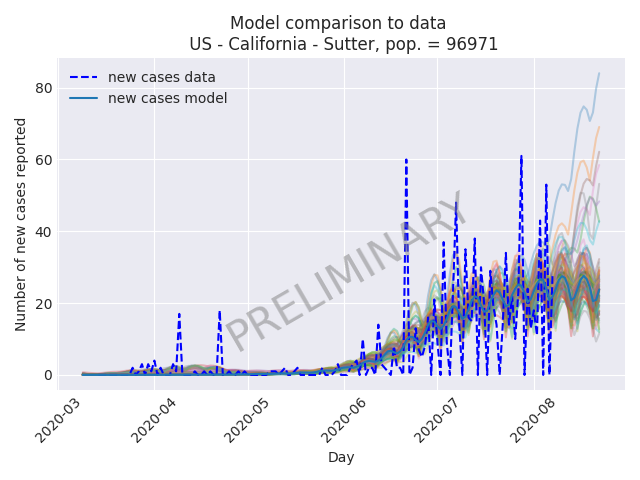 Model comparison to data
US - California - Sutter, pop. = 96971
new cases data
new cases model
PRELIMINARY
Number of new cases reported
80
60
40
20
0
2020-03
2020-04
2020-05
2020-06
2020-07
2020-08
Day